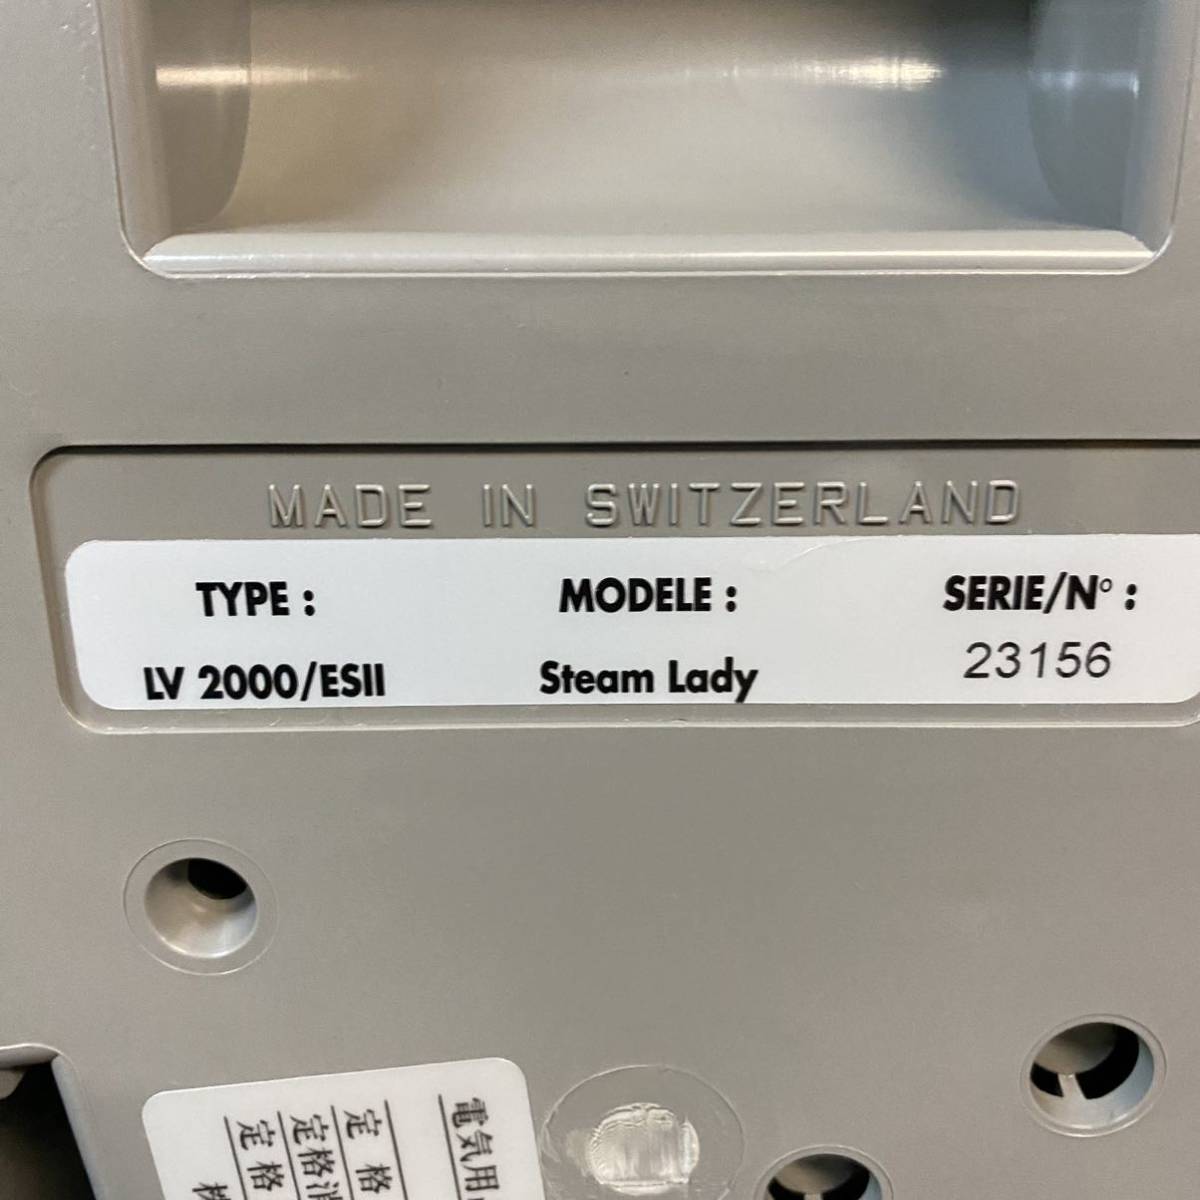 MADE IN SWITZERLAND
TYPE : MODELE : SERIE/N° :
LV 2000/ESII Steam Lady 23156
電気用
定 格
定格消
定 格
株